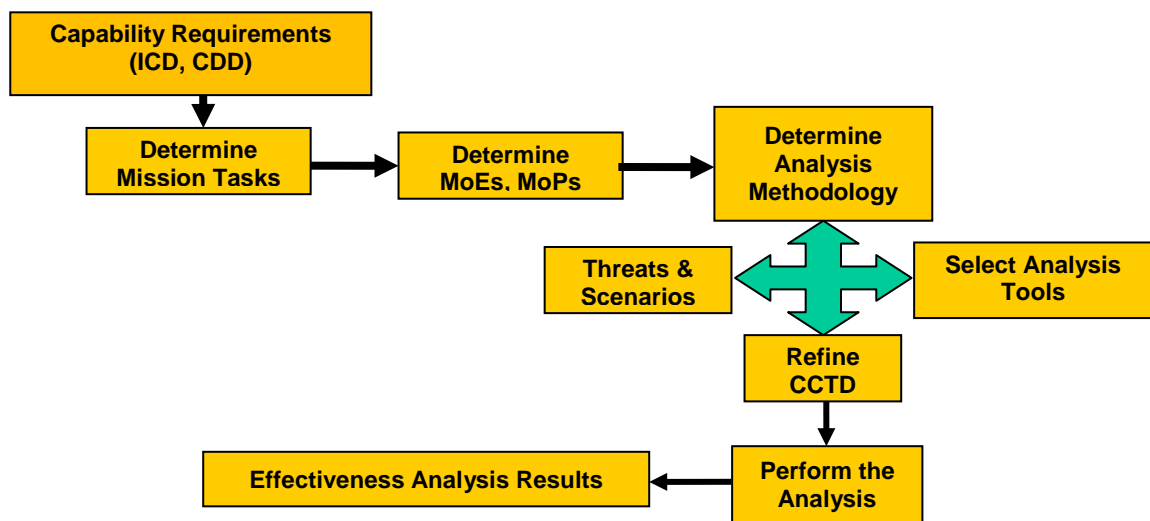 Capability Requirements
(ICD, CDD)
Determine
Mission Tasks
Determine
MoEs, MoPs
Determine
Analysis
Methodology
Threats &
Scenarios
Select Analysis
Tools
Refine
CCTD
Perform the
Analysis
Effectiveness Analysis Results